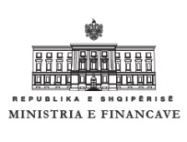 REPUBLIKA E SHQIPËRISË
MINISTRIA E FINANCAVE